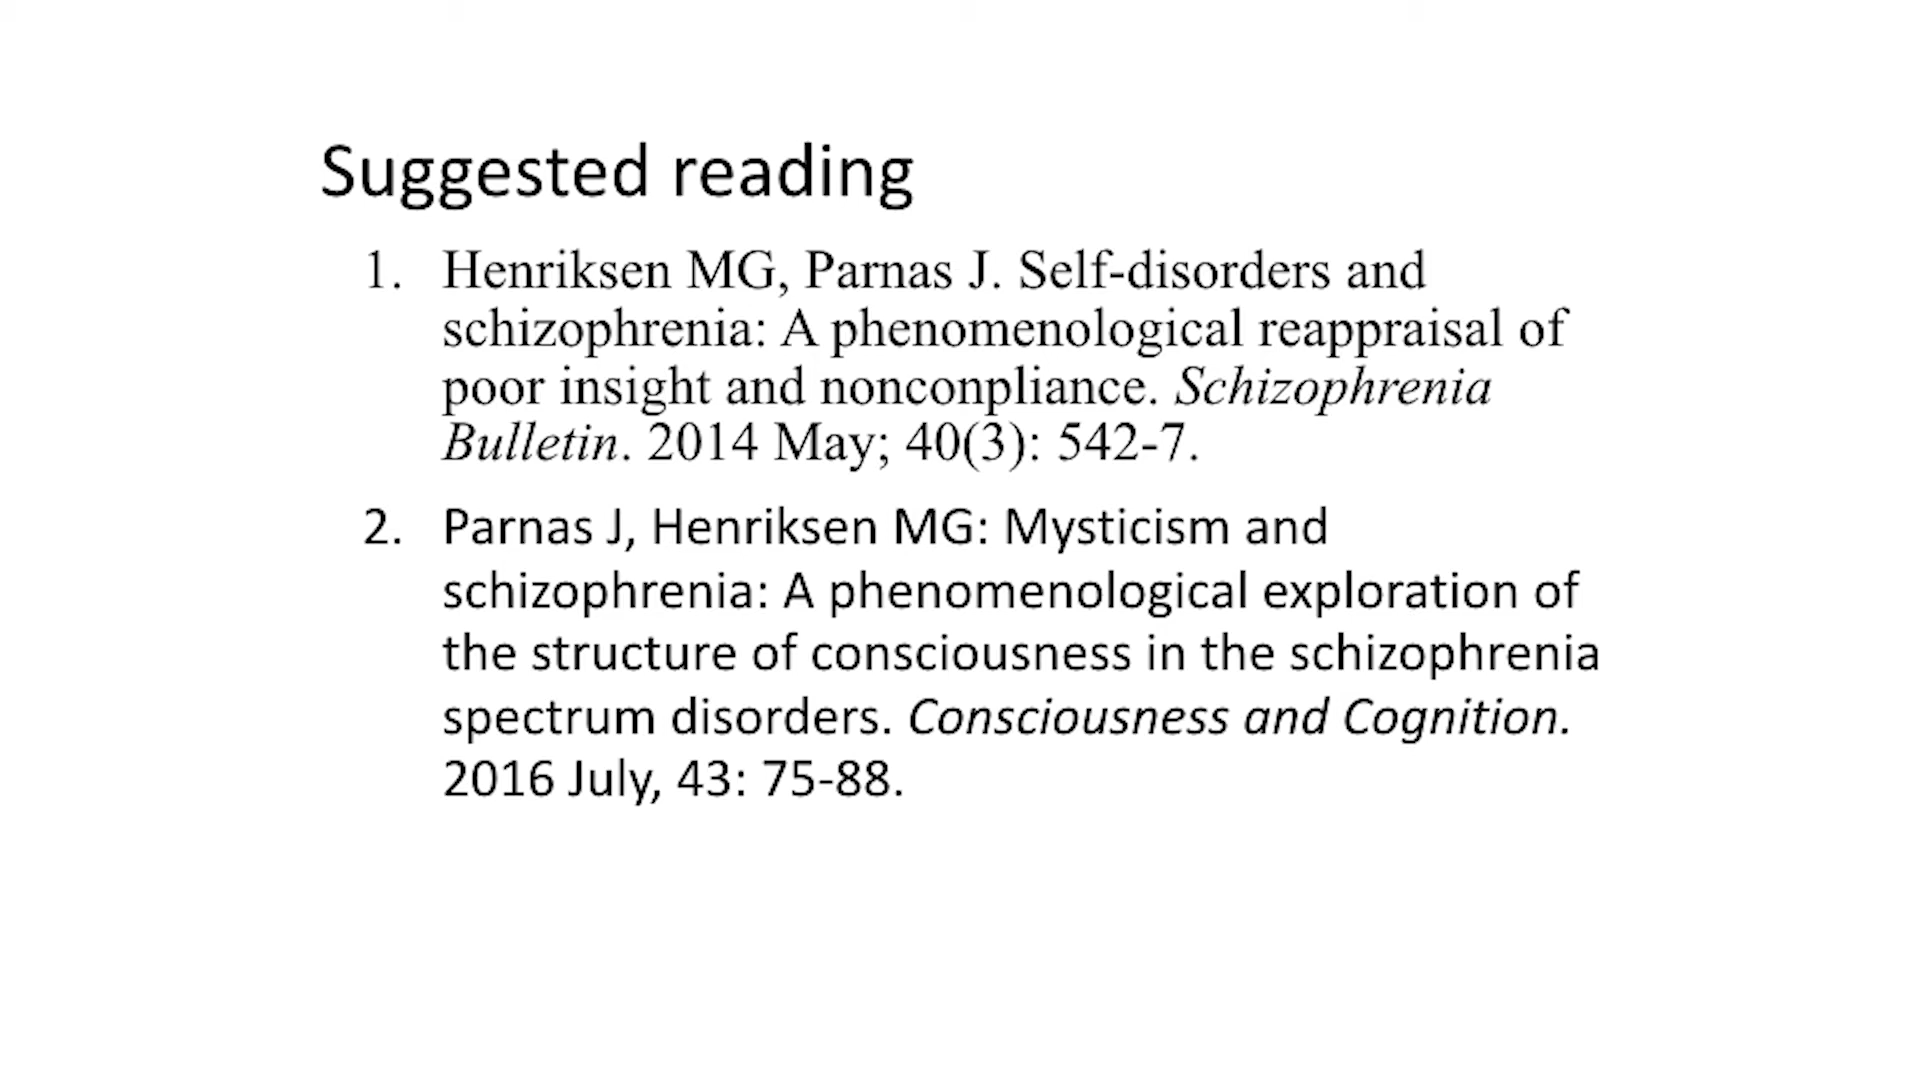 Suggested reading
1. Henriksen MG, Parnas J. Self-disorders and
schizophrenia: A phenomenological reappraisal of
poor insight and nonconpliance. Schizophrenia
Bulletin. 2014 May; 40(3): 542-7.
2. Parnas J, Henriksen MG: Mysticism and
schizophrenia: A phenomenological exploration of
the structure of consciousness in the schizophrenia
spectrum disorders. Consciousness and Cognition.
2016 July, 43: 75-88.